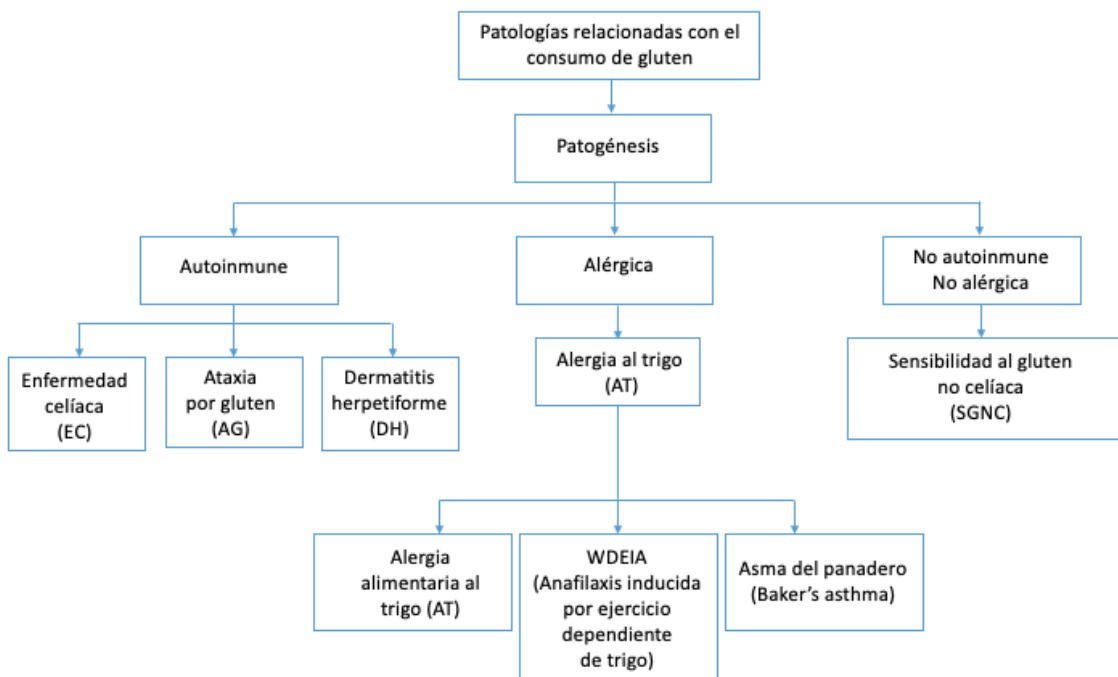 Patologías relacionadas con el
consumo de gluten
Patogénesis
Autoinmune
Alérgica
No autoinmune
No alérgica
Enfermedad
celíaca
(EC)
Ataxia
por gluten
(AG)
Dermatitis
herpetiforme
(DH)
Alergia al trigo
(AT)
Sensibilidad al gluten
no celíaca
(SGNC)
Alergia
alimentaria al
trigo (AT)
WDEIA
(Anafilaxis inducida
por ejercicio
dependiente
de trigo)
Asma del panadero
(Baker’s asthma)